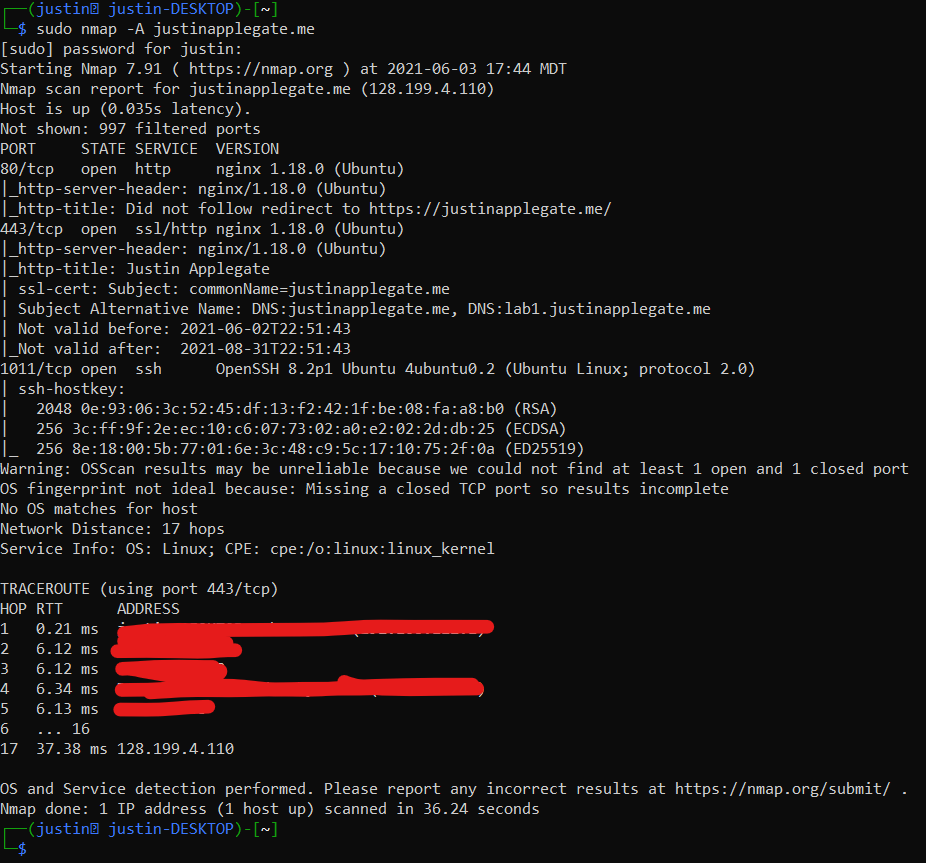 ┌──(justin㉿ justin-DESKTOP)-[~]
└─$ sudo nmap -A justinapplegate.me
[sudo] password for justin:
Starting Nmap 7.91 ( https://nmap.org ) at 2021-06-03 17:44 MDT
Nmap scan report for justinapplegate.me (128.199.4.110)
Host is up (0.035s latency).
Not shown: 997 filtered ports
PORT     STATE SERVICE  VERSION
80/tcp   open  http     nginx 1.18.0 (Ubuntu)
|_http-server-header: nginx/1.18.0 (Ubuntu)
|_http-title: Did not follow redirect to https://justinapplegate.me/
443/tcp  open  ssl/http nginx 1.18.0 (Ubuntu)
|_http-server-header: nginx/1.18.0 (Ubuntu)
|_http-title: Justin Applegate
| ssl-cert: Subject: commonName=justinapplegate.me
| Subject Alternative Name: DNS:justinapplegate.me, DNS:lab1.justinapplegate.me
| Not valid before: 2021-06-02T22:51:43
|_Not valid after:  2021-08-31T22:51:43
1011/tcp open  ssh      OpenSSH 8.2p1 Ubuntu 4ubuntu0.2 (Ubuntu Linux; protocol 2.0)
| ssh-hostkey:
|   2048 0e:93:06:3c:52:45:df:13:f2:42:1f:be:08:fa:a8:b0 (RSA)
|   256 3c:ff:9f:2e:ec:10:c6:07:73:02:a0:e2:02:2d:db:25 (ECDSA)
|_  256 8e:18:00:5b:77:01:6e:3c:48:c9:5c:17:10:75:2f:0a (ED25519)
Warning: OSScan results may be unreliable because we could not find at least 1 open and 1 closed port
OS fingerprint not ideal because: Missing a closed TCP port so results incomplete
No OS matches for host
Network Distance: 17 hops
Service Info: OS: Linux; CPE: cpe:/o:linux:linux_kernel
TRACEROUTE (using port 443/tcp)
HOP RTT      ADDRESS
1   0.21 ms
2   6.12 ms
3   6.12 ms
4   6.34 ms
5   6.13 ms
6   ... 16
17  37.38 ms 128.199.4.110
OS and Service detection performed. Please report any incorrect results at https://nmap.org/submit/ .
Nmap done: 1 IP address (1 host up) scanned in 36.24 seconds
┌──(justin㉿ justin-DESKTOP)-[~]
└─$